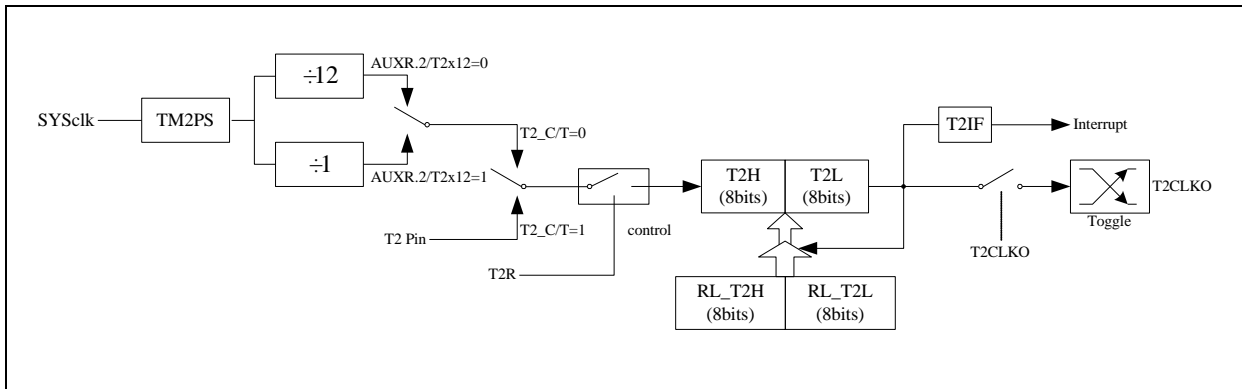 ÷12
AUXR.2/T2x12=0
SYSclk
TM2PS
T2_C/T=0
÷1
AUXR.2/T2x12=1
T2 Pin
T2_C/T=1
control
T2R
T2H
(8bits)
T2L
(8bits)
RL_T2H
(8bits)
RL_T2L
(8bits)
T2IF
Interrupt
T2CLKO
Toggle
T2CLKO